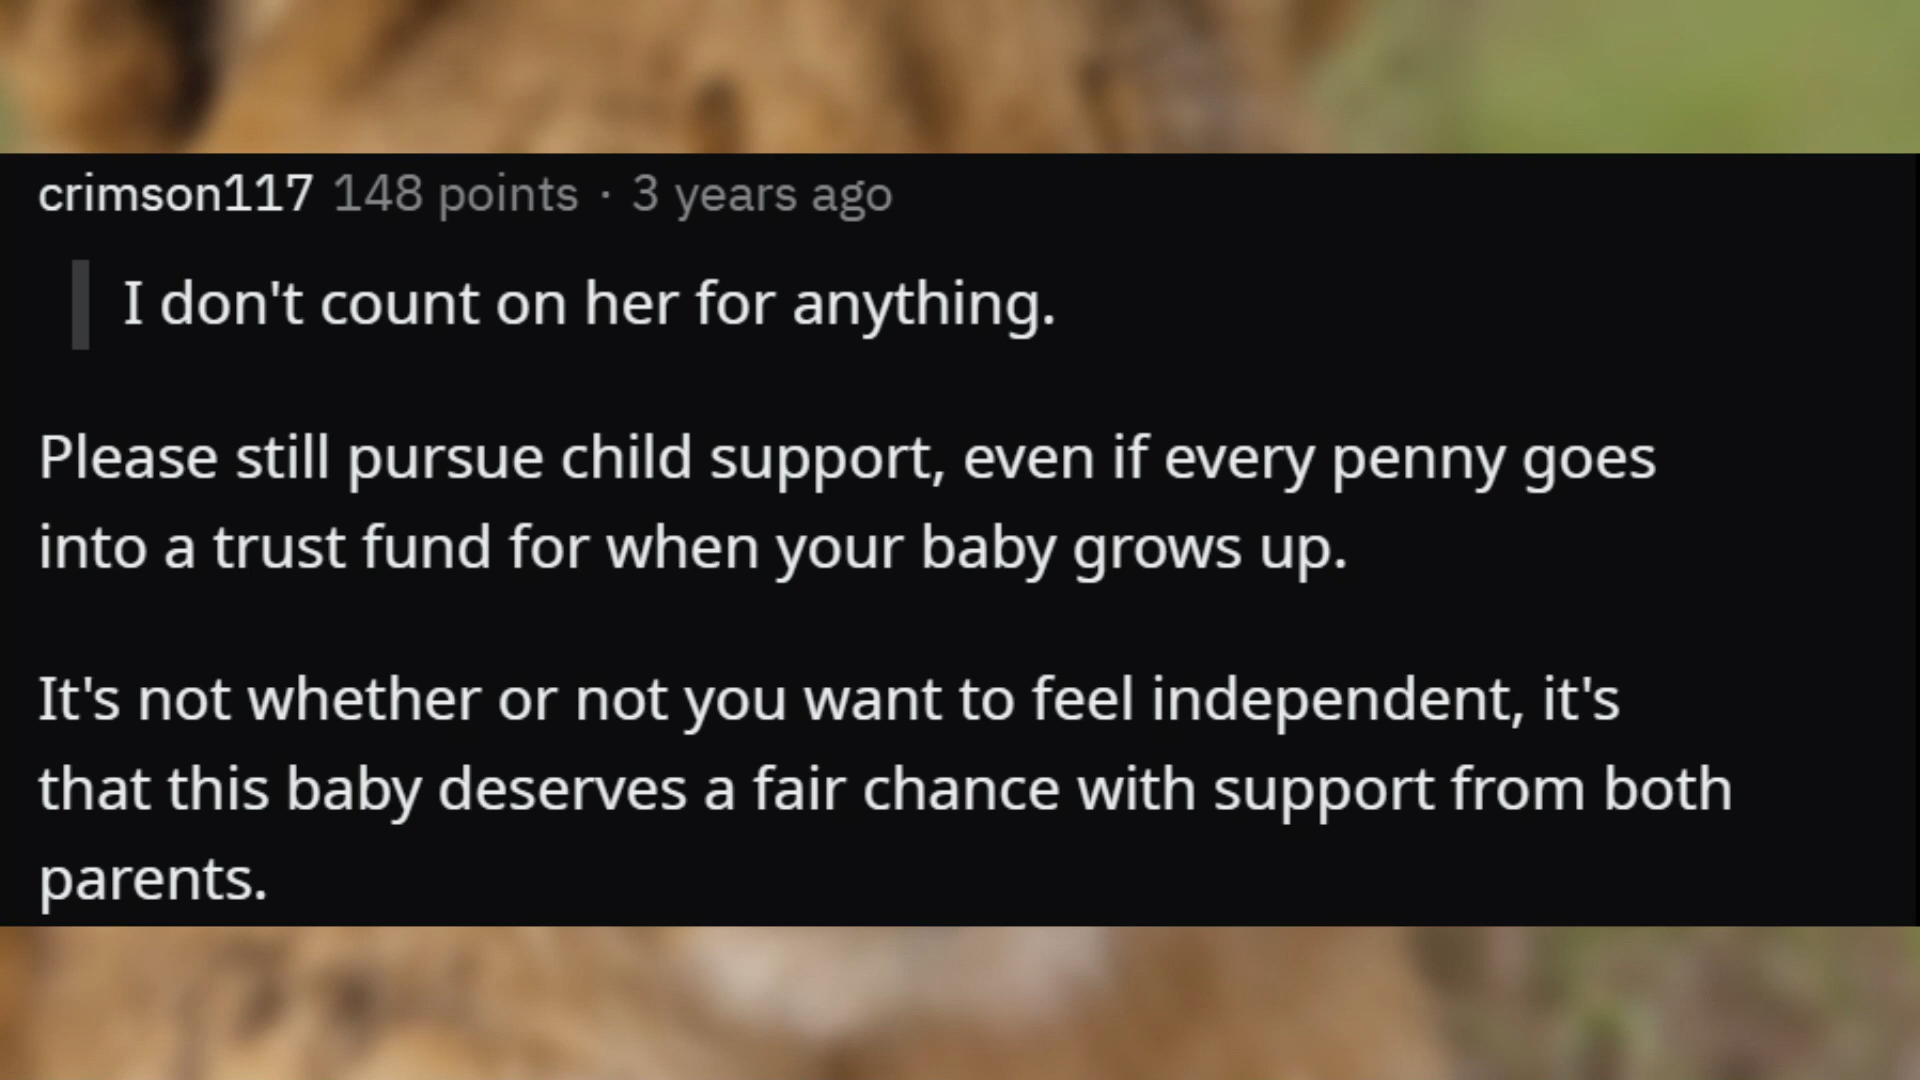 crimson117 148 points · 3 years ago
I don't count on her for anything.
Please still pursue child support, even if every penny goes
into a trust fund for when your baby grows up.
It's not whether or not you want to feel independent, it's
that this baby deserves a fair chance with support from both
parents.